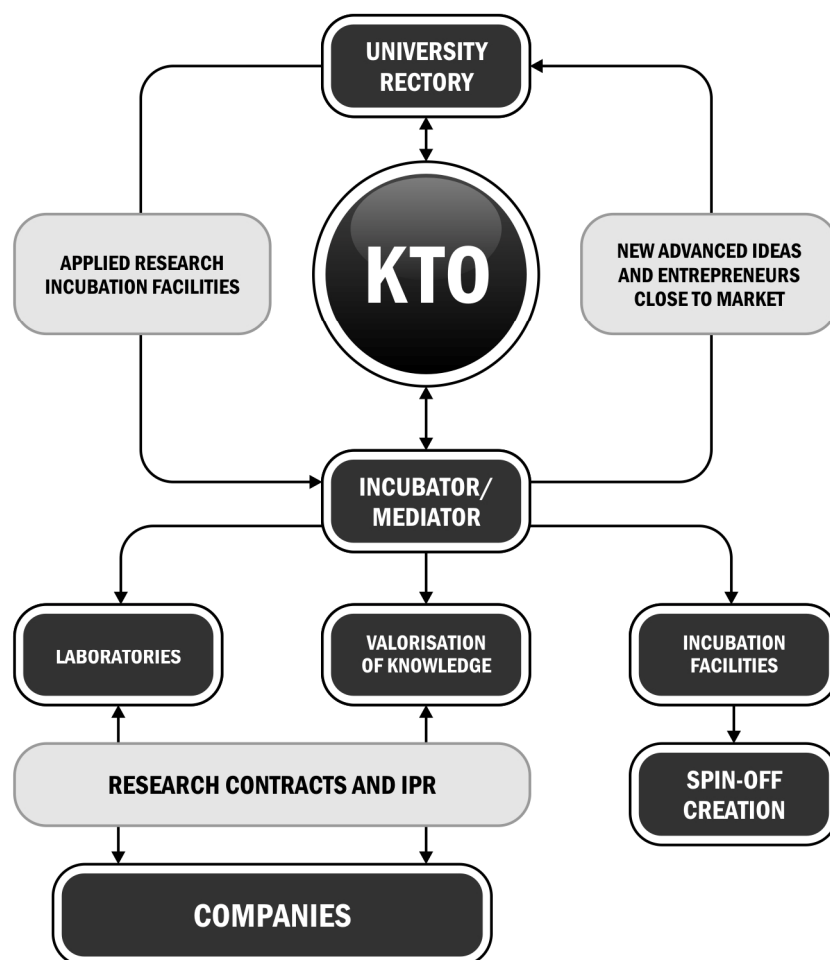 UNIVERSITY
RECTORY
KTO
APPLIED RESEARCH
INCUBATION FACILITIES
NEW ADVANCED IDEAS
AND ENTREPRENEURS
CLOSE TO MARKET
INCUBATOR/
MEDIATOR
LABORATORIES
VALORISATION
OF KNOWLEDGE
INCUBATION
FACILITIES
RESEARCH CONTRACTS AND IPR
SPIN-OFF
CREATION
COMPANIES